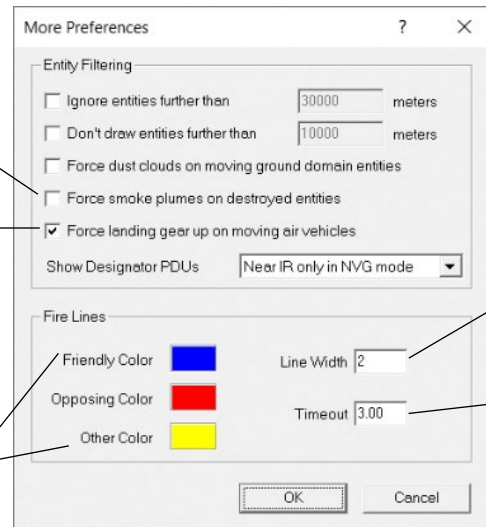 More Preferences ? ×
Entity Filtering
Ignore entities further than 30000 meters
Don't draw entities further than 10000 meters
Force dust clouds on moving ground domain entities
Force smoke plumes on destroyed entities
Force landing gear up on moving air vehicles
Show Designator PDUs Near IR only in NVG mode
Fire Lines
Friendly Color Line Width 2
Opposing Color
Timeout 3.00
Other Color
OK Cancel